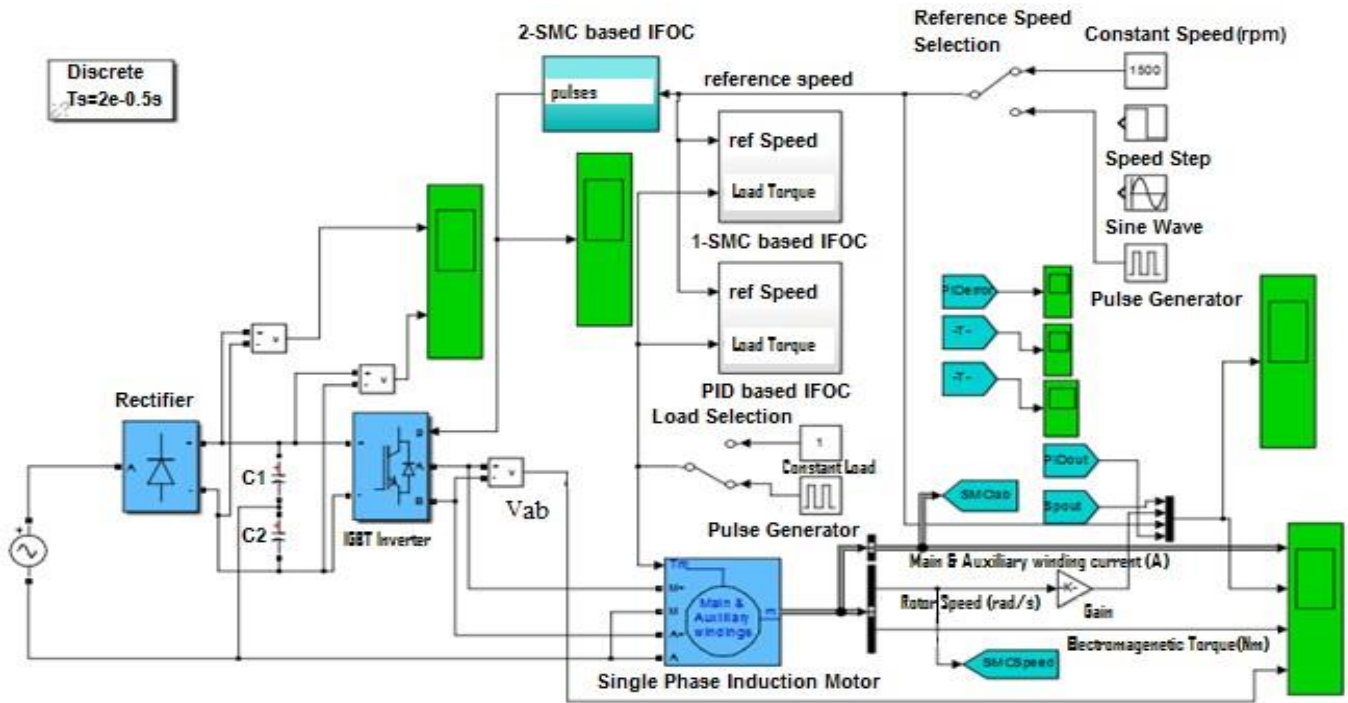 Discrete
Ts=2e-0.5s
2-SMC based IFOC
pulses
reference speed
Reference Speed
Selection
Constant Speed(rpm)
1500
Speed Step
Sine Wave
Pulse Generator
ref Speed
Load Torque
1-SMC based IFOC
ref Speed
Load Torque
PID based IFOC
Load Selection
1
Constant Load
Pulse Generator
PIDerror
-T-
-T-
PIDout
Spout
SMCab
Rectifier
A
+
-
C1
C2
+
-
v
+
-
v
IGBT Inverter
g
A
B
+
-
v
Vab
Tm
M+
M
A+
A
Main &
Auxiliary
windings
m
Single Phase Induction Motor
Main & Auxiliary winding current (A)
Rotor Speed (rad/s)
-K-
Gain
Electromagenetic Torque(Nm)
SMCSpeed